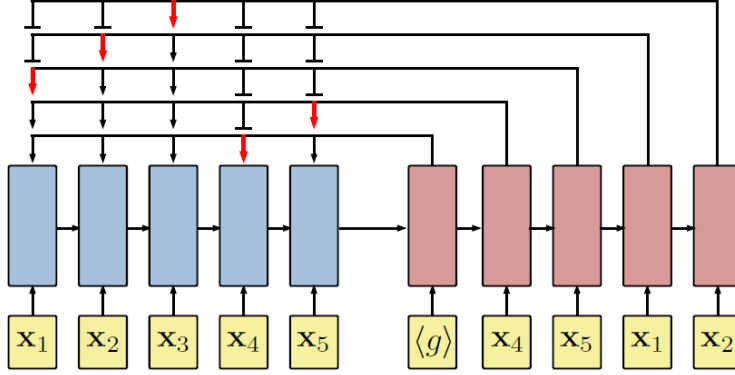 x₁ x₂ x₃ x₄ x₅ ⟨g⟩ x₄ x₅ x₁ x₂